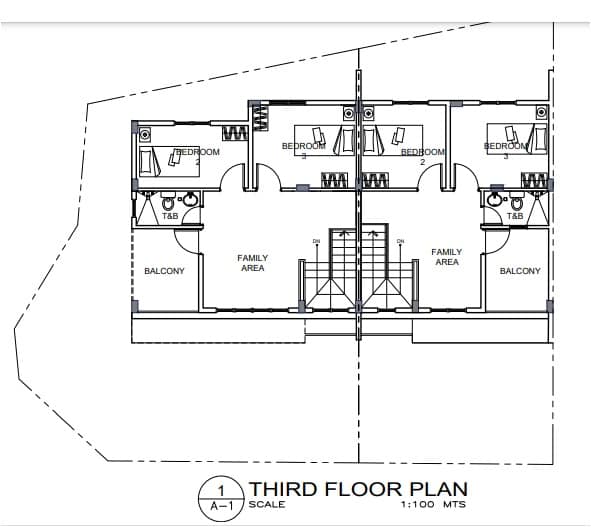 BEDROOM
2
BEDROOM
3
BEDROOM
2
BEDROOM
3
T&B
T&B
DN
DN
FAMILY
AREA
FAMILY
AREA
BALCONY
BALCONY
1
A-1
THIRD FLOOR PLAN
SCALE 1:100 MTS